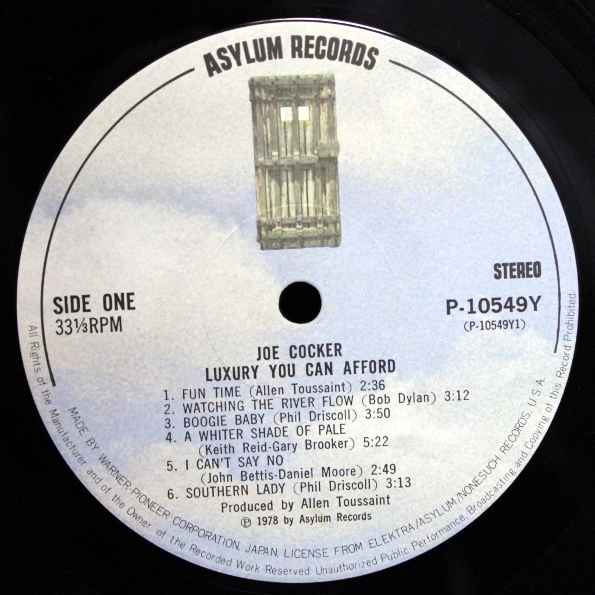 ASYLUM RECORDS
STEREO
SIDE ONE
33⅓RPM
P-10549Y
(P-10549Y1)
JOE COCKER
LUXURY YOU CAN AFFORD
1. FUN TIME (Allen Toussaint) 2:36
2. WATCHING THE RIVER FLOW (Bob Dylan) 3:12
3. BOOGIE BABY (Phil Driscoll) 3:50
4. A WHITER SHADE OF PALE
(Keith Reid-Gary Brooker) 5:22
5. I CAN'T SAY NO
(John Bettis-Daniel Moore) 2:49
6. SOUTHERN LADY (Phil Driscoll) 3:13
Produced by Allen Toussaint
℗ 1978 by Asylum Records
MADE BY WARNER-PIONEER CORPORATION, JAPAN. LICENSE FROM ELEKTRA/ASYLUM/NONESUCH RECORDS, U.S.A.
All Rights of the Manufacturer and of the Owner of the Recorded Work Reserved Unauthorized Public Performance, Broadcasting and Copying of this Record Prohibited.